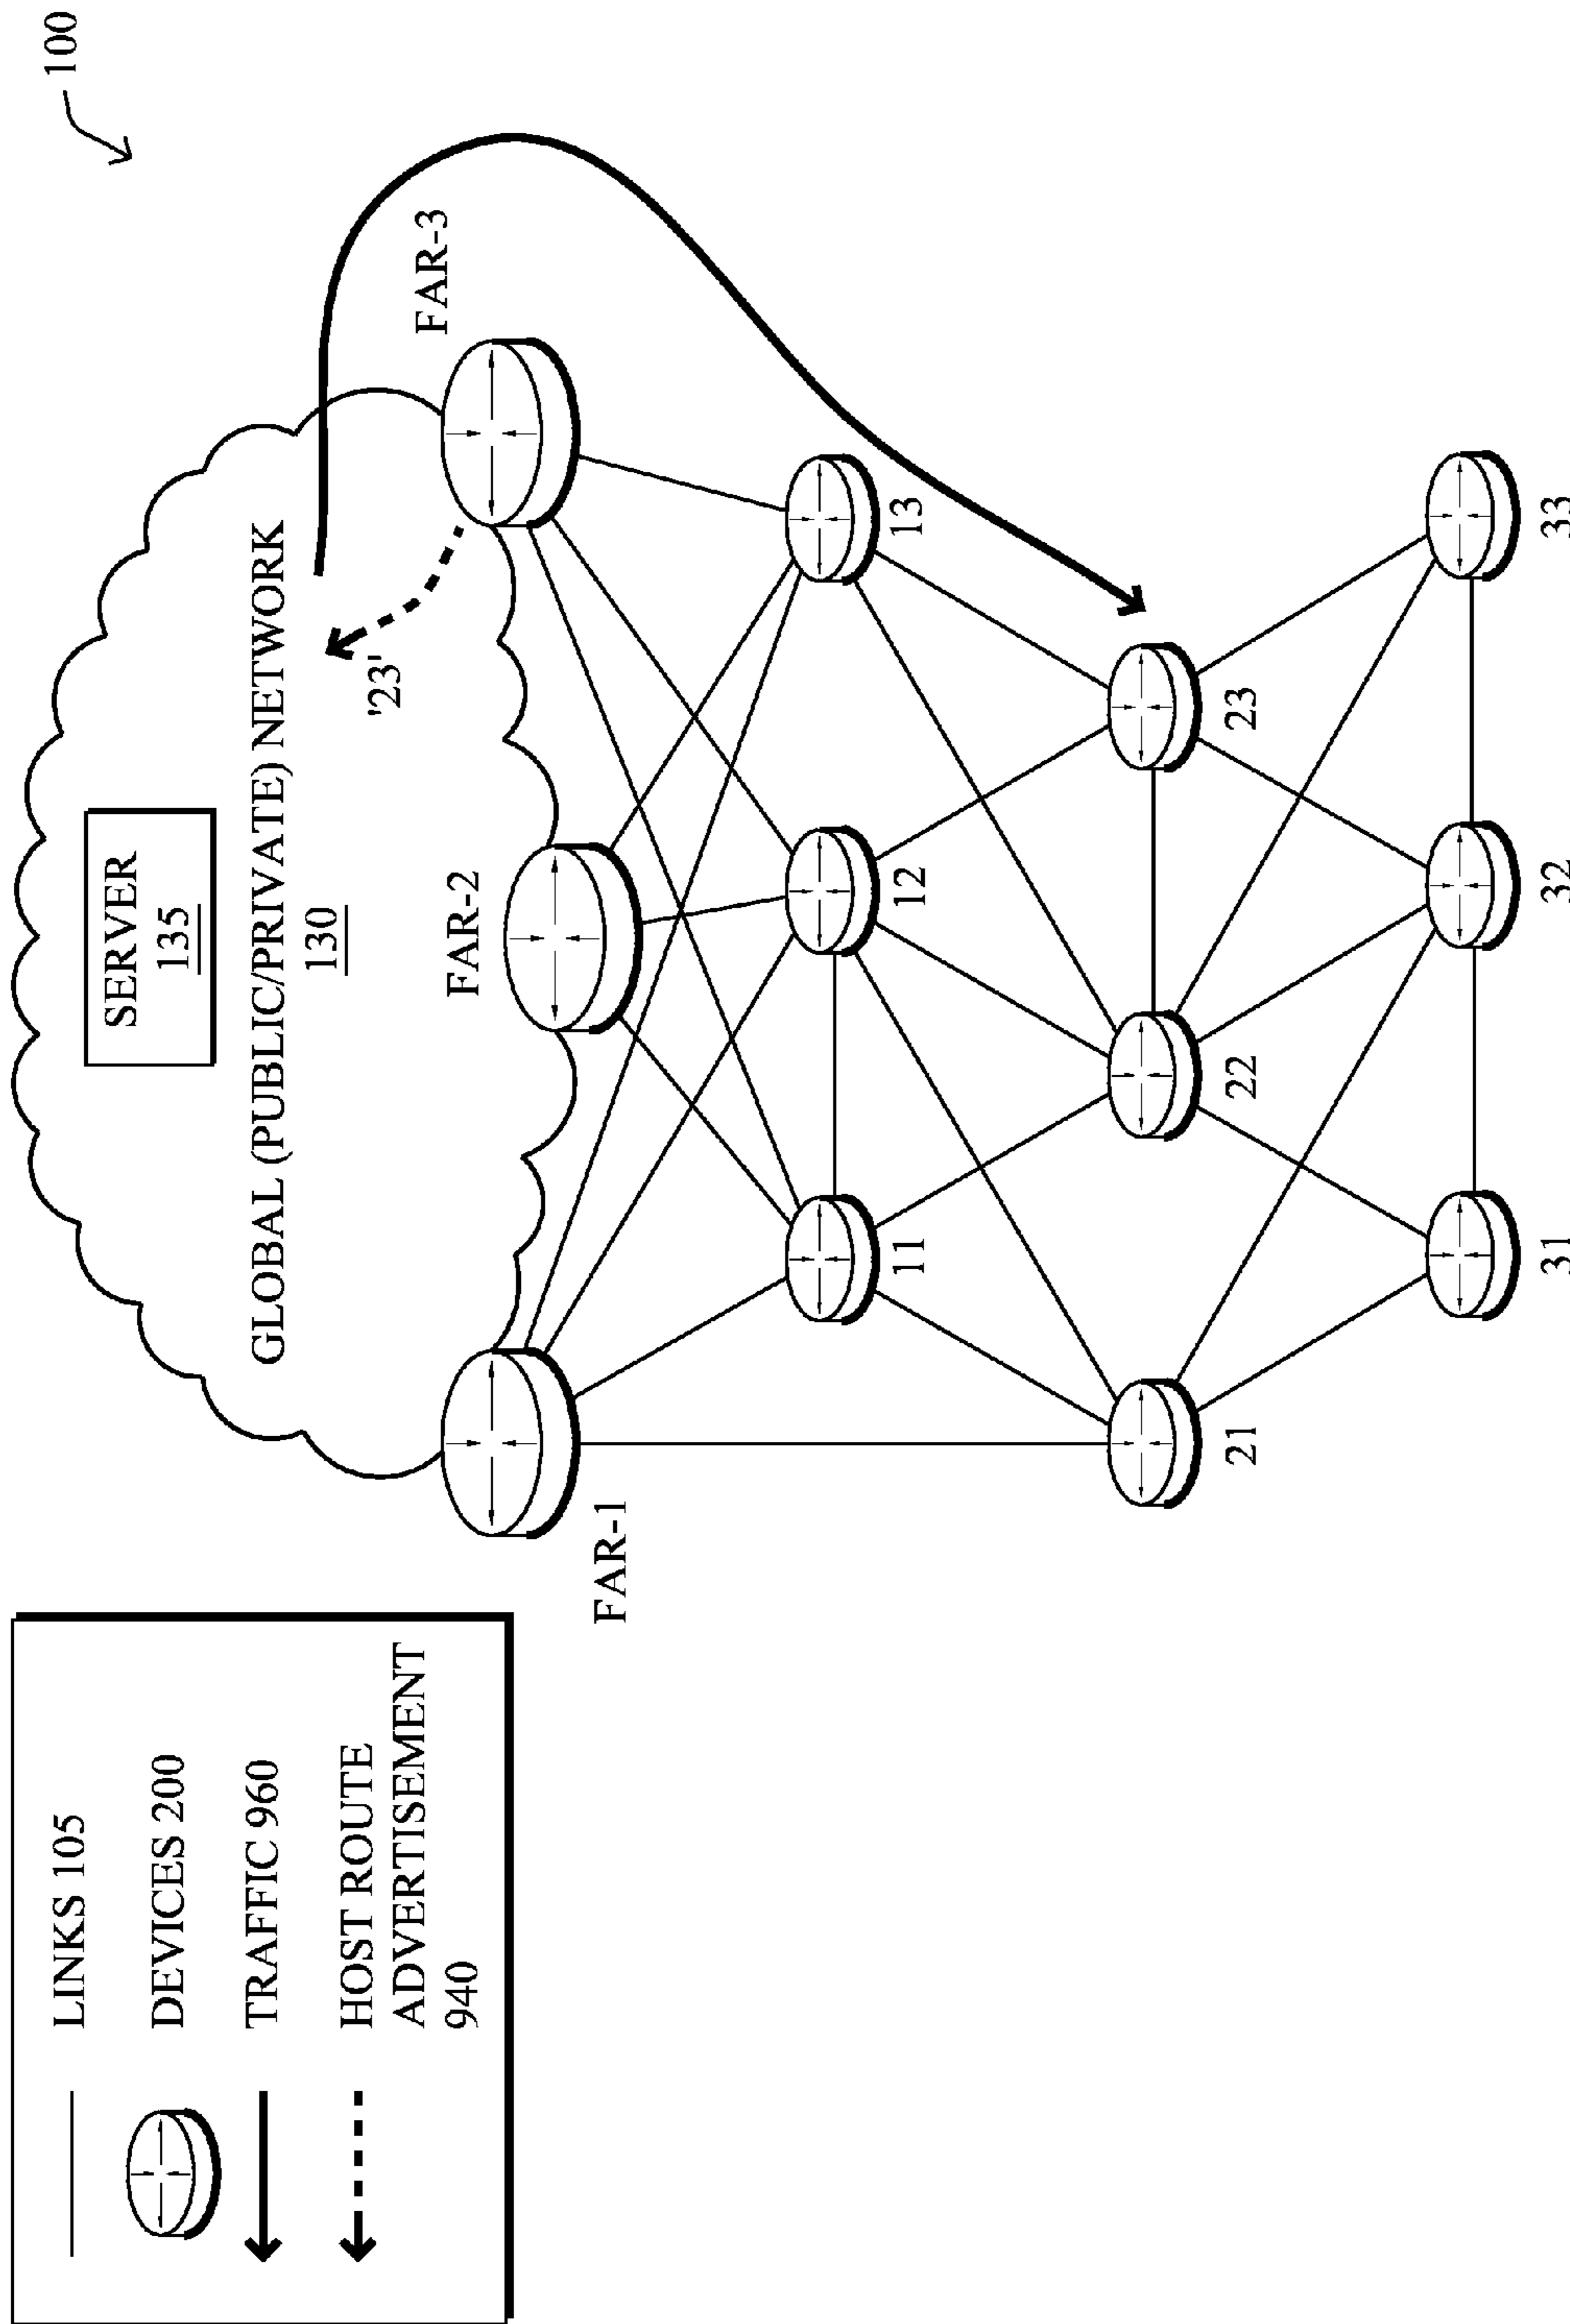 LINKS 105
DEVICES 200
TRAFFIC 960
HOST ROUTE
ADVERTISEMENT
940
100
SERVER
135
GLOBAL (PUBLIC/PRIVATE) NETWORK
130
'23'
FAR-1
FAR-2
FAR-3
11
12
13
21
22
23
31
32
33